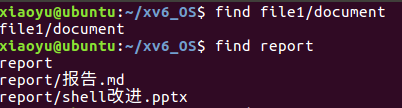 xiaoyu@ubuntu:~/xv6_OS$ find file1/document
file1/document
xiaoyu@ubuntu:~/xv6_OS$ find report
report
report/报告.md
report/shell改进.pptx